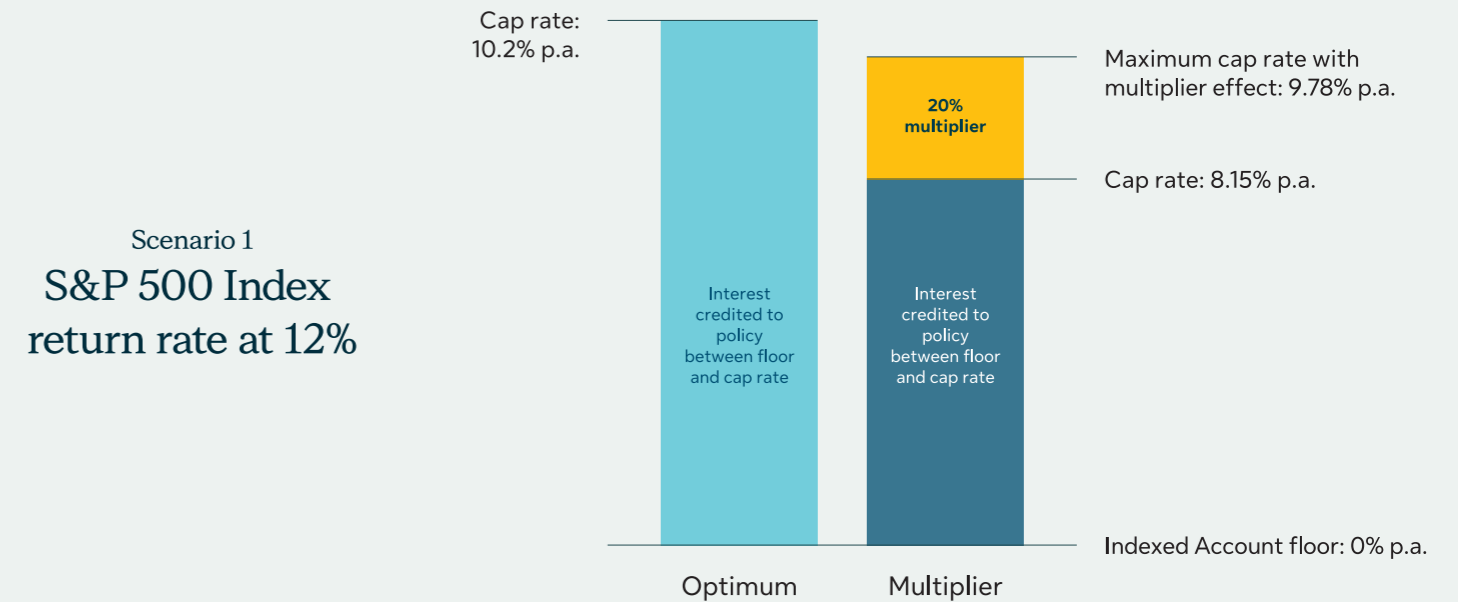 Scenario 1
S&P 500 Index
return rate at 12%
Cap rate:
10.2% p.a.
Interest
credited to
policy
between floor
and cap rate
Optimum
20%
multiplier
Interest
credited to
policy
between floor
and cap rate
Multiplier
Maximum cap rate with
multiplier effect: 9.78% p.a.
Cap rate: 8.15% p.a.
Indexed Account floor: 0% p.a.